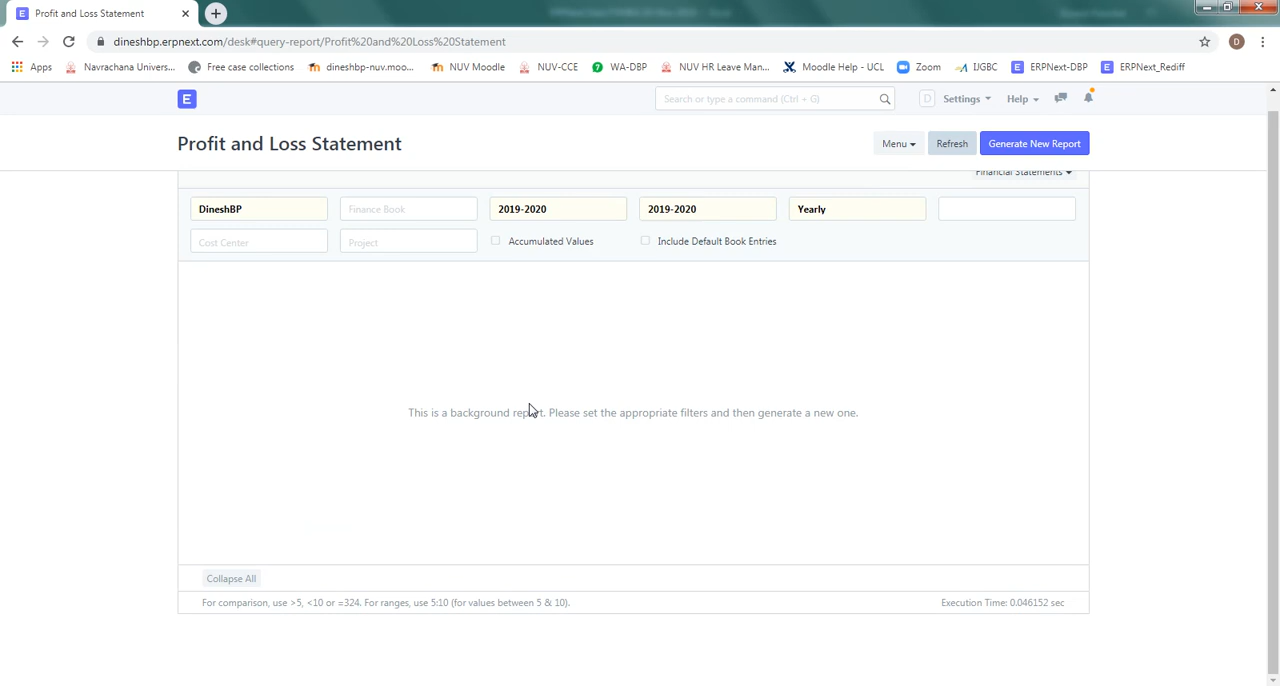 E Profit and Loss Statement
dineshbp.erpnext.com/desk#query-report/Profit%20and%20Loss%20Statement D
Apps Navrachana Univers... Free case collections dineshbp-nuv.moo... NUV Moodle NUV-CCE 7 WA-DBP NUV HR Leave Man... Moodle Help - UCL Zoom IJGBC E ERPNext-DBP E ERPNext_Rediff
E Search or type a command (Ctrl + G) D Settings Help
Profit and Loss Statement Menu Refresh Generate New Report
Financial Statements
DineshBP Finance Book 2019-2020 2019-2020 Yearly
Cost Center Project Accumulated Values Include Default Book Entries
This is a background report. Please set the appropriate filters and then generate a new one.
Collapse All
For comparison, use >5, <10 or =324. For ranges, use 5:10 (for values between 5 & 10). Execution Time: 0.046152 sec